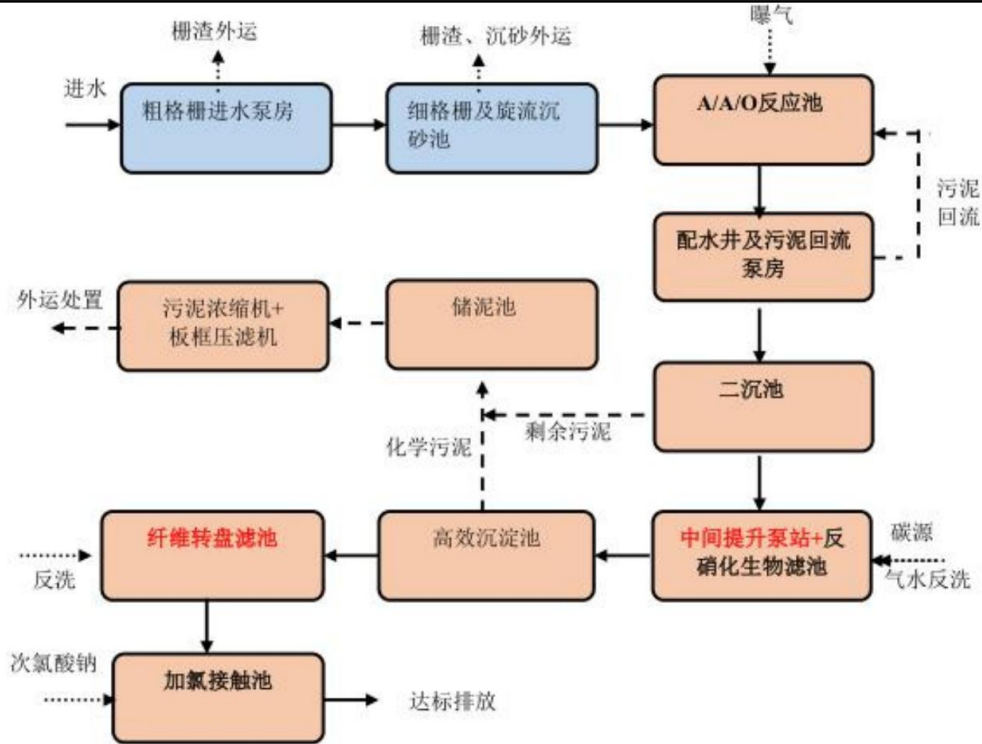 栅渣外运
栅渣、沉砂外运
曝气
进水
粗格栅进水泵房
细格栅及旋流沉
砂池
A/A/O反应池
污泥
回流
配水井及污泥回流
泵房
外运处置
污泥浓缩机+
板框压滤机
储泥池
二沉池
剩余污泥
化学污泥
纤维转盘滤池
高效沉淀池
中间提升泵站+反
硝化生物滤池
碳源
气水反洗
反洗
次氯酸钠
加氯接触池
达标排放